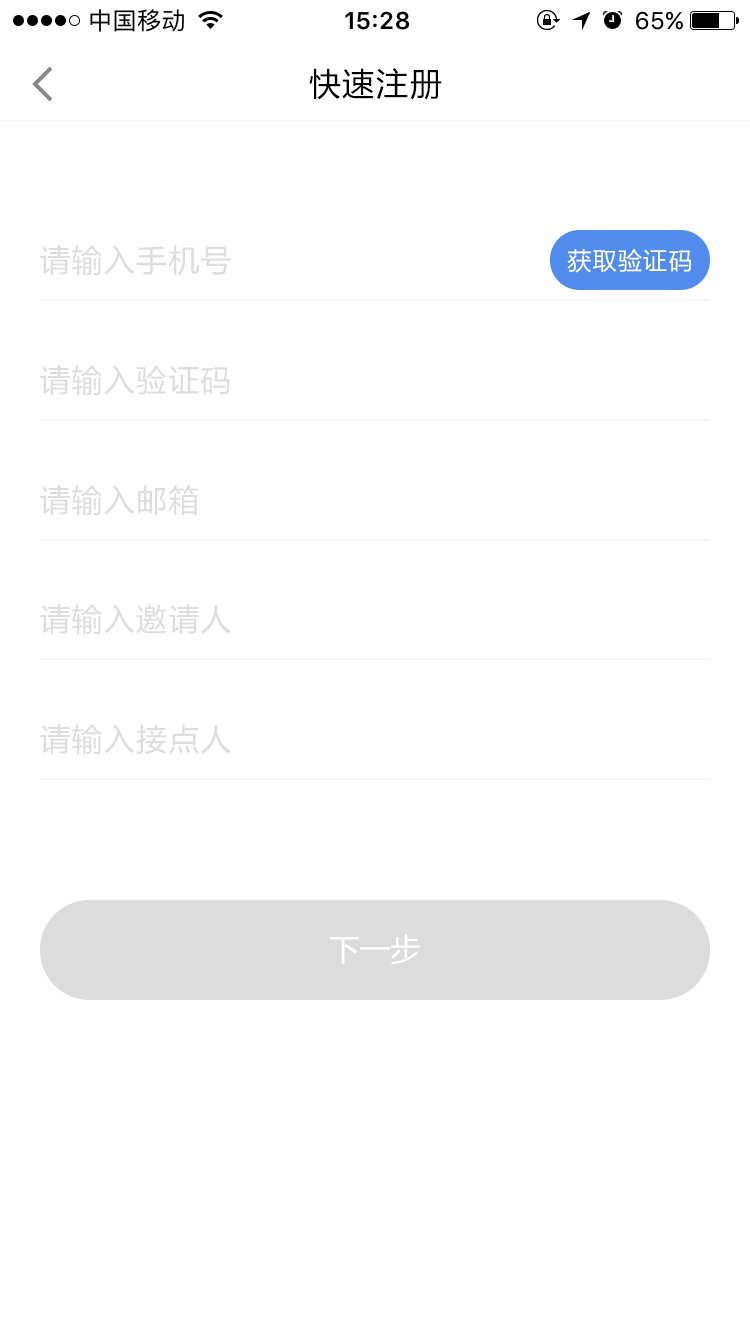 中国移动 15:28 65%
快速注册
请输入手机号 获取验证码
请输入验证码
请输入邮箱
请输入邀请人
请输入接点人
下一步